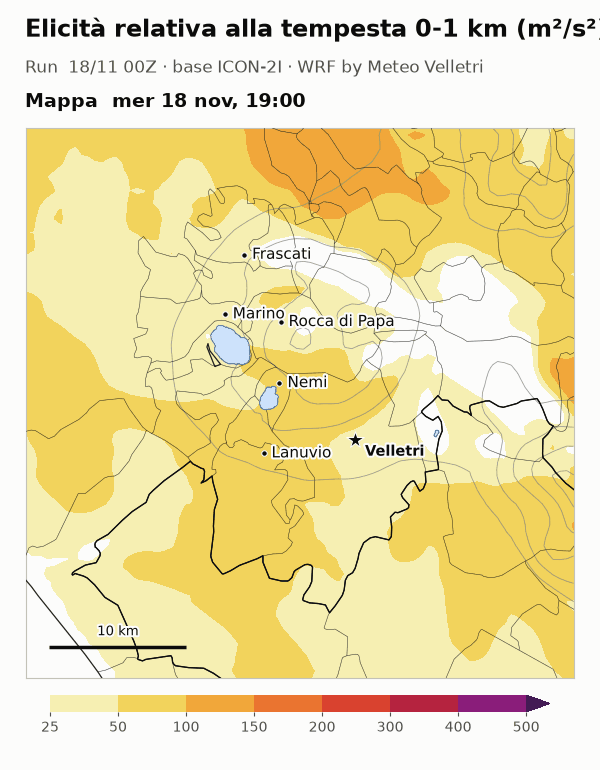 Elicità relativa alla tempesta 0-1 km (m²/s²)
Run 18/11 00Z · base ICON-2I · WRF by Meteo Velletri
Mappa mer 18 nov, 19:00
Frascati
Marino
Rocca di Papa
Nemi
Velletri
Lanuvio
10 km
25 50 100 150 200 300 400 500